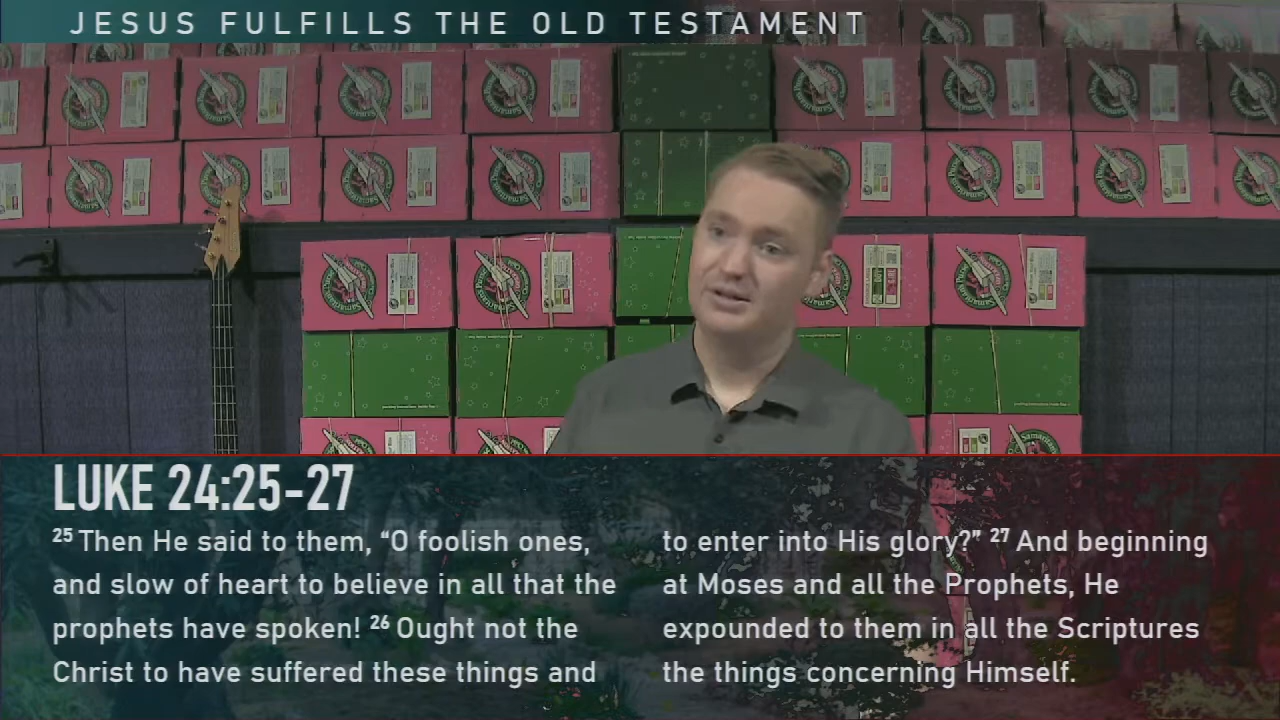 JESUS FULFILLS THE OLD TESTAMENT
LUKE 24:25-27
25 Then He said to them, “O foolish ones,
and slow of heart to believe in all that the
prophets have spoken! 26 Ought not the
Christ to have suffered these things and
to enter into His glory?” 27 And beginning
at Moses and all the Prophets, He
expounded to them in all the Scriptures
the things concerning Himself.